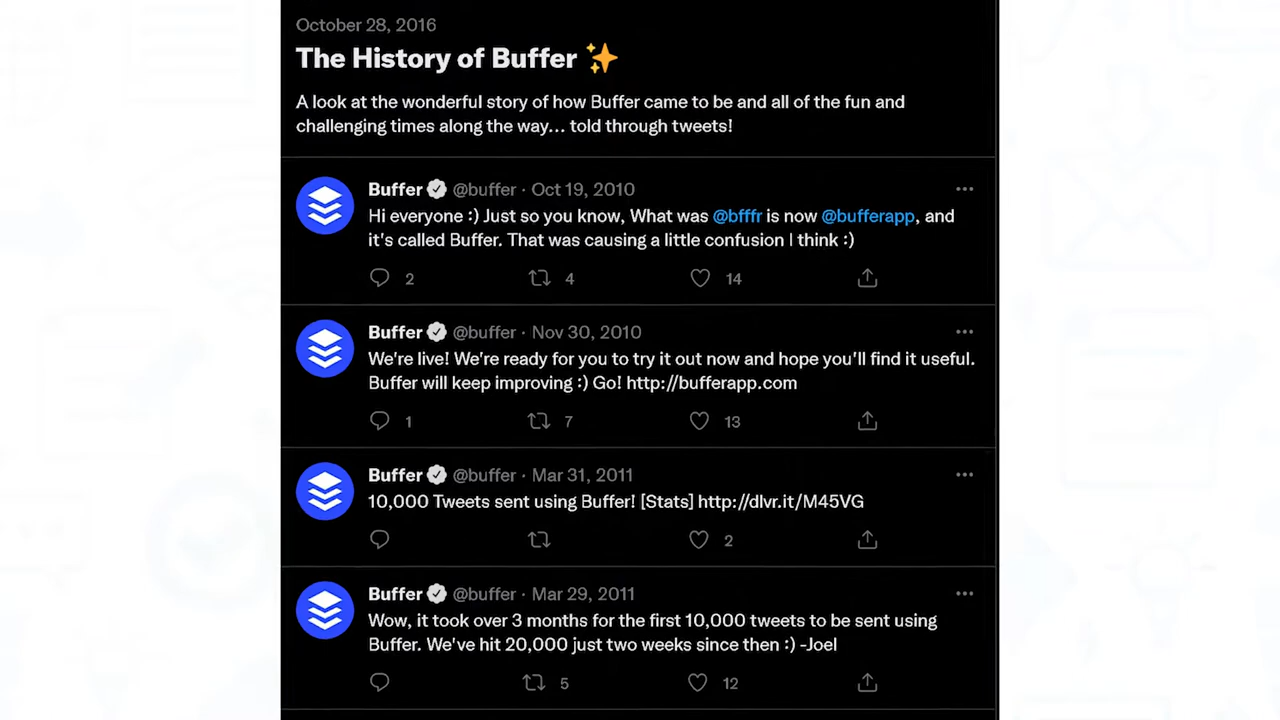 October 28, 2016
The History of Buffer ✨
A look at the wonderful story of how Buffer came to be and all of the fun and
challenging times along the way... told through tweets!
Buffer @buffer · Oct 19, 2010
Hi everyone :) Just so you know, What was @bfffr is now @bufferapp, and
it's called Buffer. That was causing a little confusion I think :)
2 4 14
Buffer @buffer · Nov 30, 2010
We're live! We're ready for you to try it out now and hope you'll find it useful.
Buffer will keep improving :) Go! http://bufferapp.com
1 7 13
Buffer @buffer · Mar 31, 2011
10,000 Tweets sent using Buffer! [Stats] http://dlvr.it/M45VG
2
Buffer @buffer · Mar 29, 2011
Wow, it took over 3 months for the first 10,000 tweets to be sent using
Buffer. We've hit 20,000 just two weeks since then :) -Joel
5 12